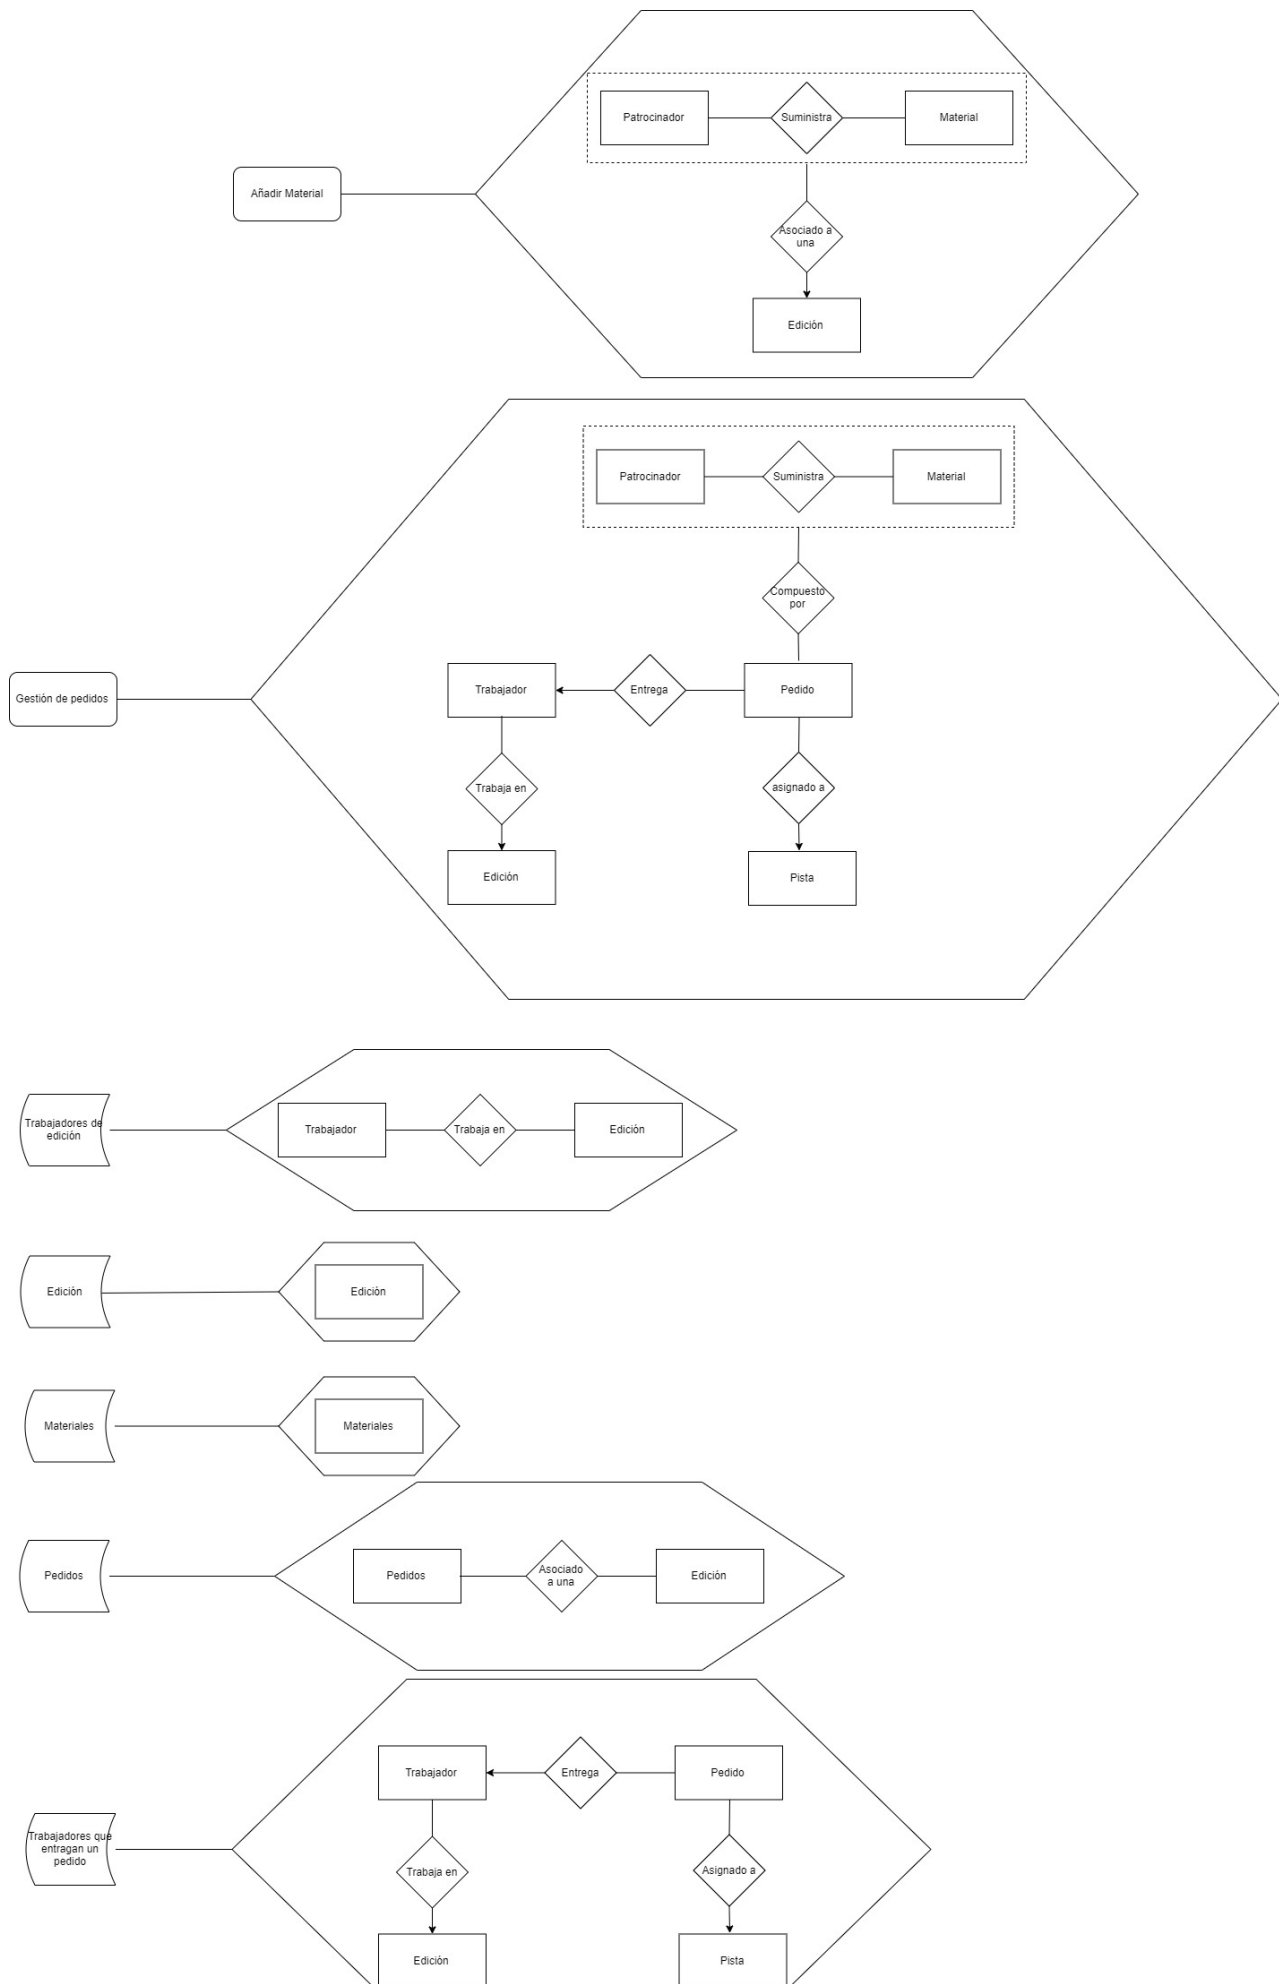 Patrocinador
Suministra
Material
Añadir Material
Asociado a
una
Edición
Patrocinador
Suministra
Material
Compuesto
por
Gestión de pedidos
Trabajador
Entrega
Pedido
Trabaja en
asignado a
Edición
Pista
Trabajadores de
edición
Trabajador
Trabaja en
Edición
Edición
Edición
Materiales
Materiales
Pedidos
Pedidos
Asociado
a una
Edición
Trabajador
Entrega
Pedido
Trabajadores que
entragan un
pedido
Trabaja en
Asignado a
Edición
Pista